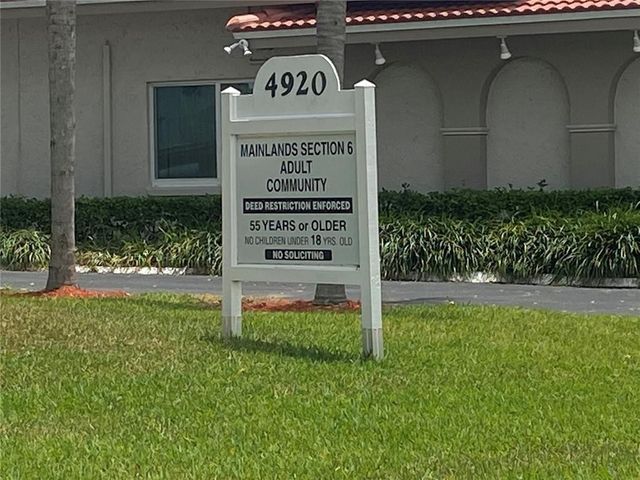 4920
MAINLANDS SECTION 6
ADULT
COMMUNITY
DEED RESTRICTION ENFORCED
55 YEARS or OLDER
NO CHILDREN UNDER 18 YRS. OLD
NO SOLICITING